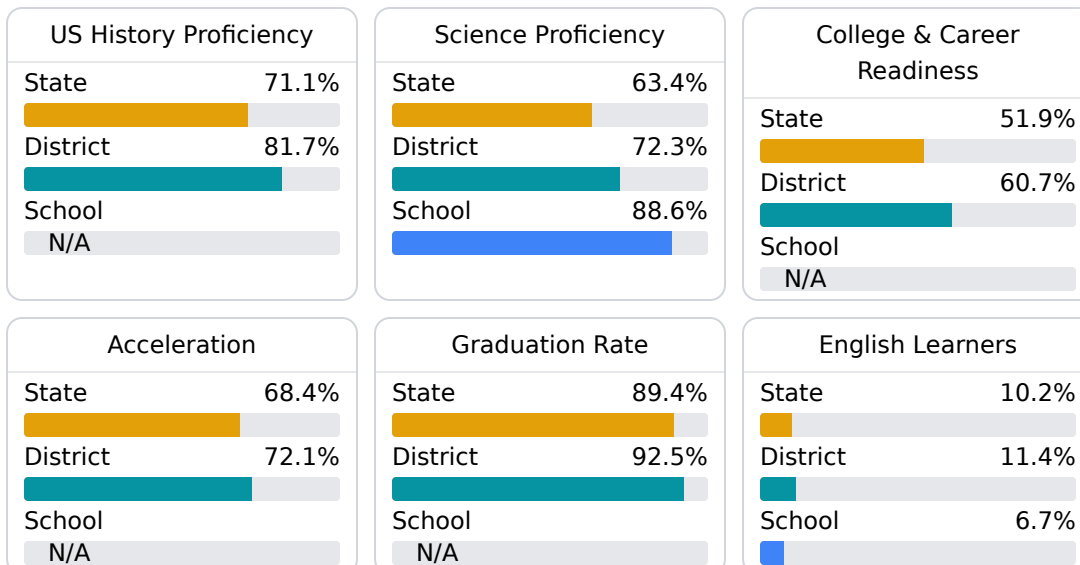 US History Proficiency
State 71.1%
District 81.7%
School
N/A
Science Proficiency
State 63.4%
District 72.3%
School 88.6%
College & Career
Readiness
State 51.9%
District 60.7%
School
N/A
Acceleration
State 68.4%
District 72.1%
School
N/A
Graduation Rate
State 89.4%
District 92.5%
School
N/A
English Learners
State 10.2%
District 11.4%
School 6.7%